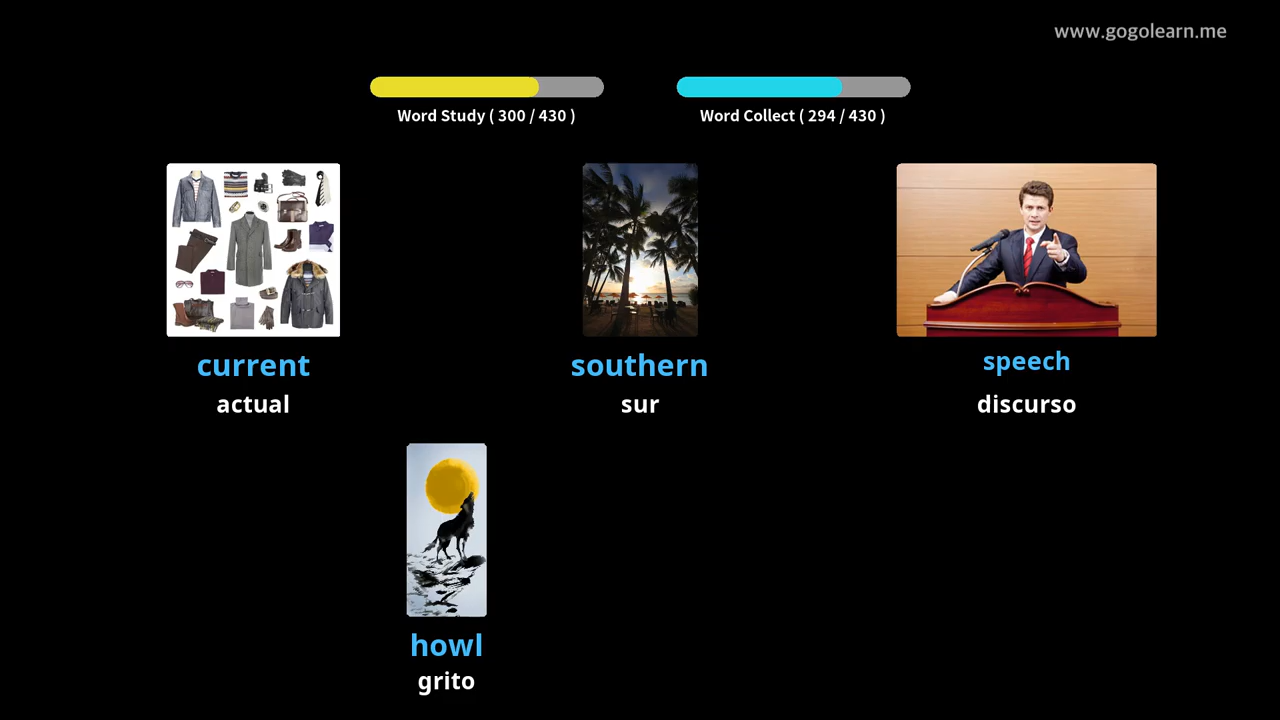 www.gogolearn.me
Word Study ( 300 / 430 )
Word Collect ( 294 / 430 )
current
actual
southern
sur
speech
discurso
howl
grito